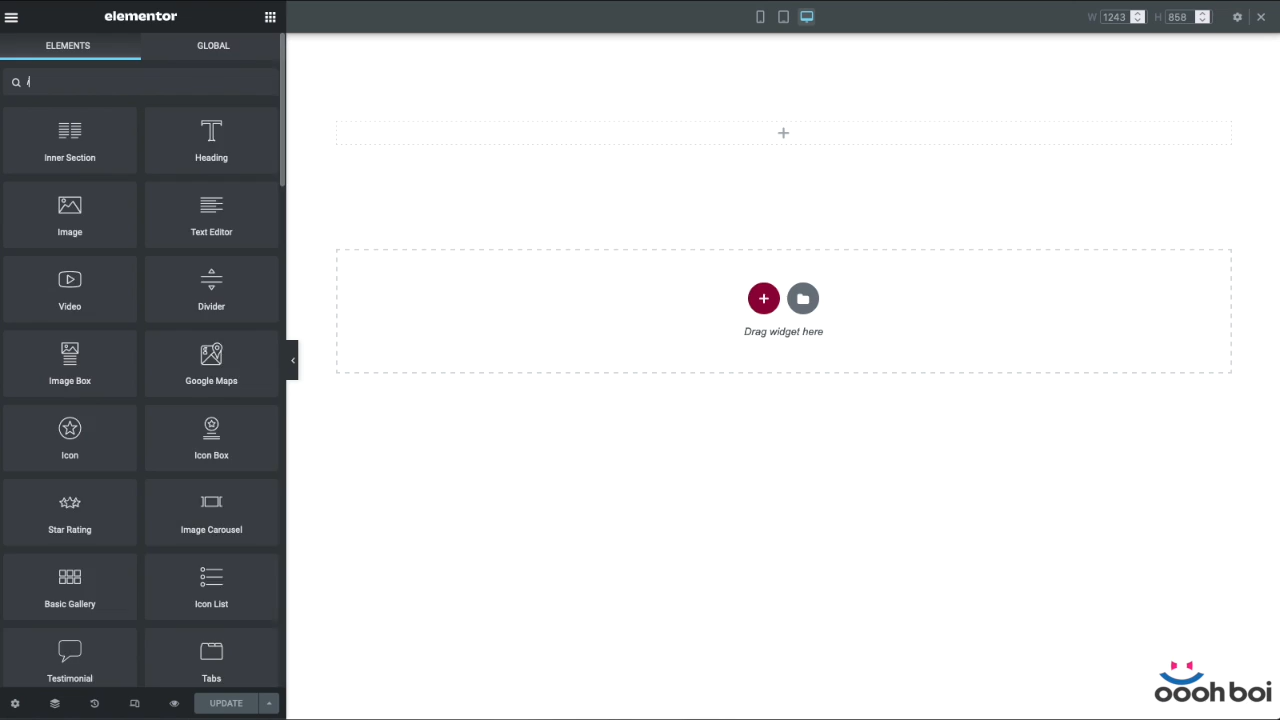 elementor
W 1243 H 858
ELEMENTS GLOBAL
Inner Section Heading
Image Text Editor
Video Divider
Image Box Google Maps
Icon Icon Box
Star Rating Image Carousel
Basic Gallery Icon List
Testimonial Tabs
UPDATE
Drag widget here
oooh boi